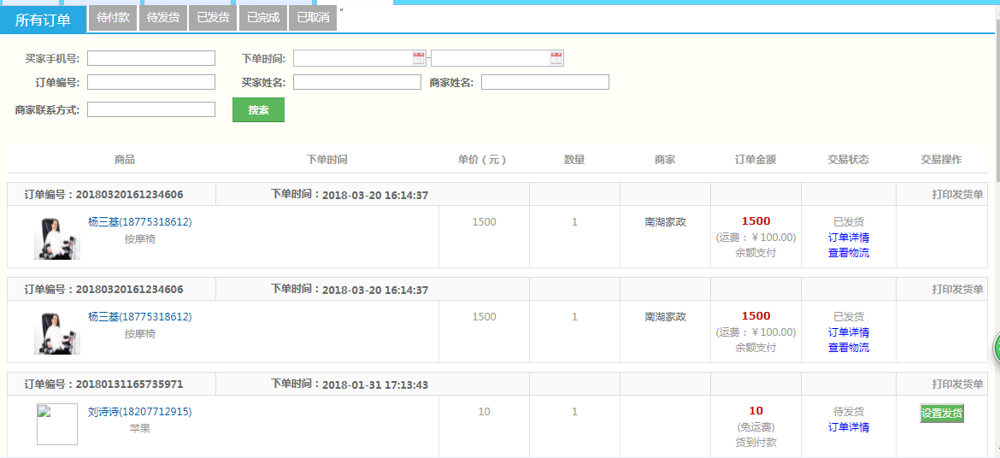 所有订单 待付款 待发货 已发货 已完成 已取消 "
买家手机号: 下单时间: -
订单编号: 买家姓名: 商家姓名:
商家联系方式: 搜索
商品 下单时间 单价（元） 数量 商家 订单金额 交易状态 交易操作
订单编号：20180320161234606 下单时间：2018-03-20 16:14:37 打印发货单
杨三基(18775318612) 1500 1 南湖家政 1500 已发货
按摩椅 (运费：￥100.00) 订单详情
余额支付 查看物流
订单编号：20180320161234606 下单时间：2018-03-20 16:14:37 打印发货单
杨三基(18775318612) 1500 1 南湖家政 1500 已发货
按摩椅 (运费：￥100.00) 订单详情
余额支付 查看物流
订单编号：20180131165735971 下单时间：2018-01-31 17:13:43 打印发货单
刘诗诗(18207712915) 10 1 10 待发货 设置发货
苹果 (免运费) 订单详情
货到付款